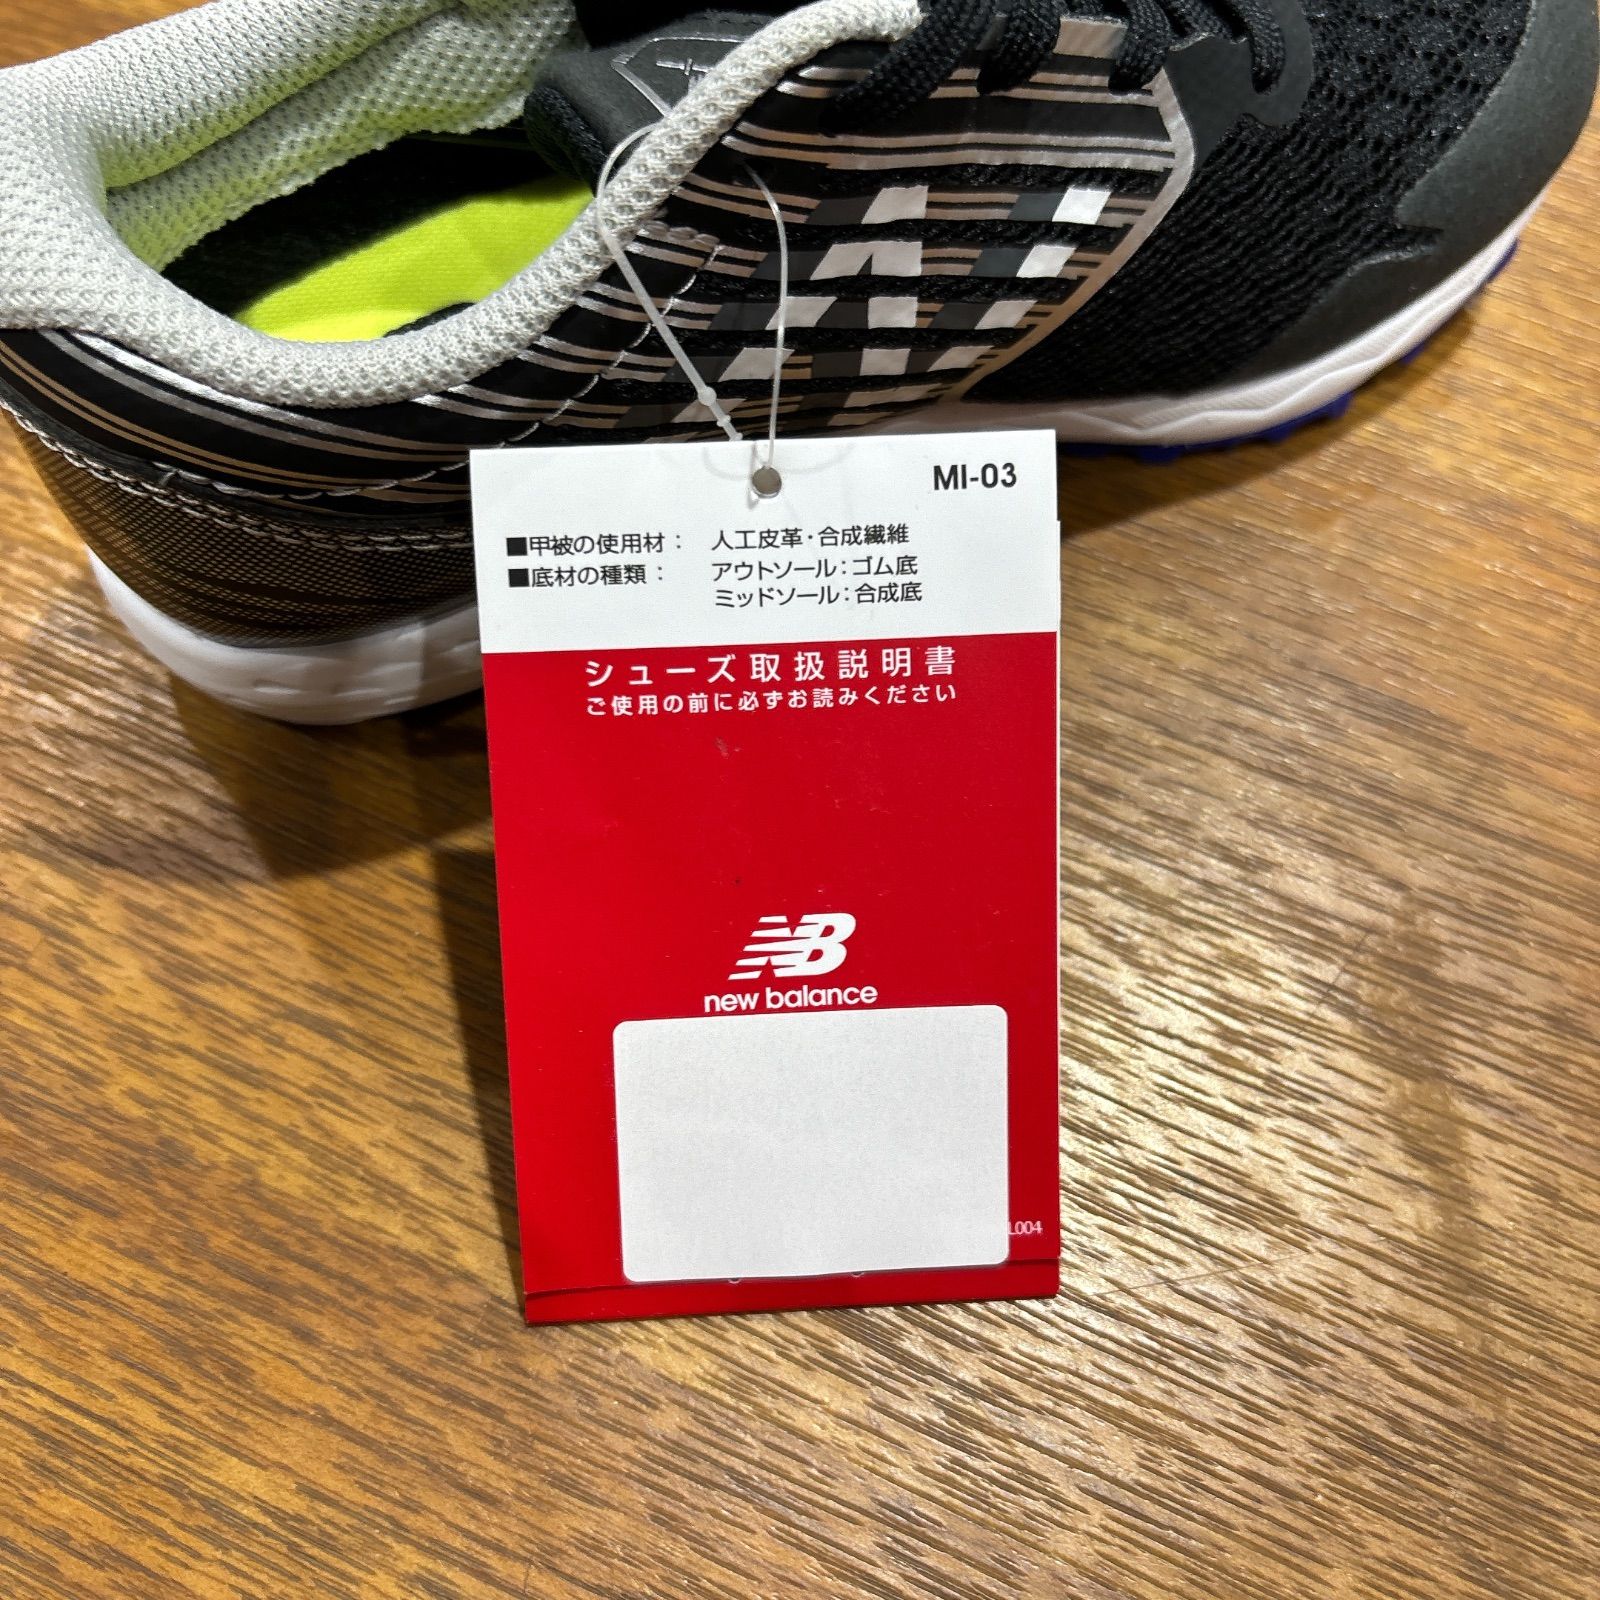 MI-03
■甲被の使用材： 人工皮革・合成繊維
■底材の種類： アウトソール：ゴム底
ミッドソール：合成底
シューズ取扱説明書
ご使用の前に必ずお読みください
NB
new balance
L004